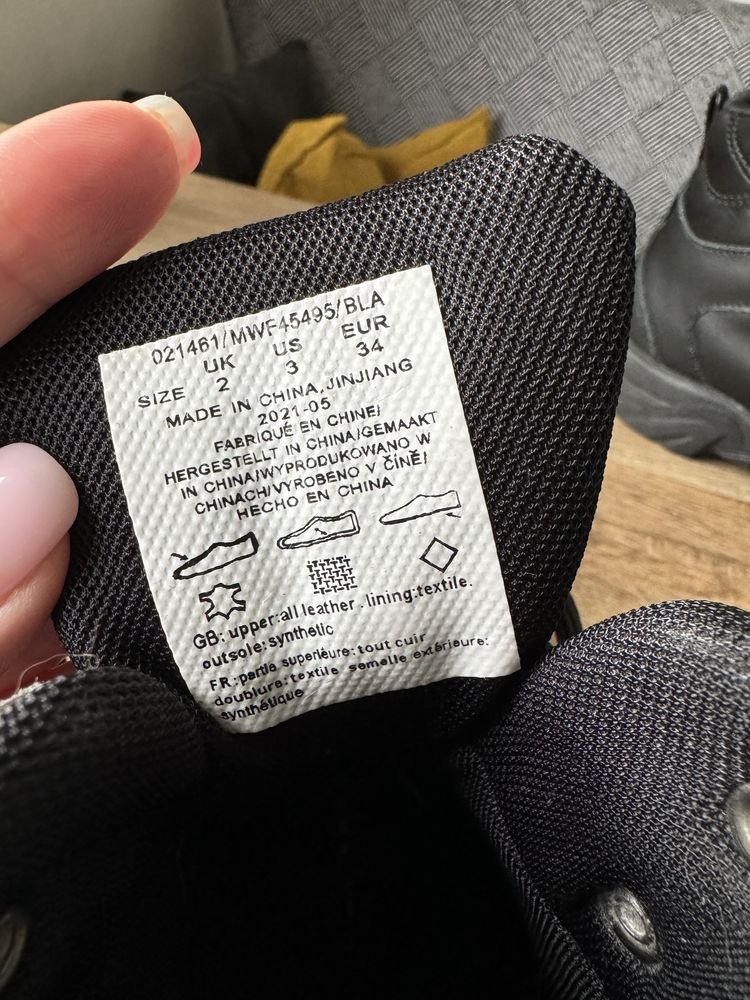 021461/MWF45495/BLA
UK US EUR
SIZE 2 3 34
MADE IN CHINA,JINJIANG
2021-05
FABRIQUÉ EN CHINE/
HERGESTELLT IN CHINA/GEMAAKT
IN CHINA/WYPRODUKOWANO W
CHINACH/VYROBENO V ČÍNĚ/
HECHO EN CHINA
GB: upper:all leather . lining:textile.
outsole:synthetic
FR:partie superieure:tout cuir
doublure:textile semelle extérieure:
synthétique